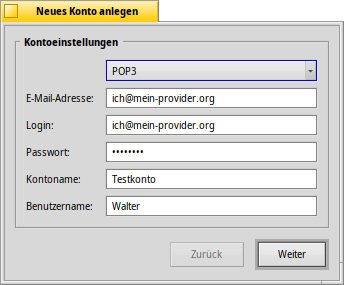 Neues Konto anlegen
Kontoeinstellungen
POP3
E-Mail-Adresse: ich@mein-provider.org
Login: ich@mein-provider.org
Passwort: ••••••••
Kontoname: Testkonto
Benutzername: Walter
Zurück Weiter